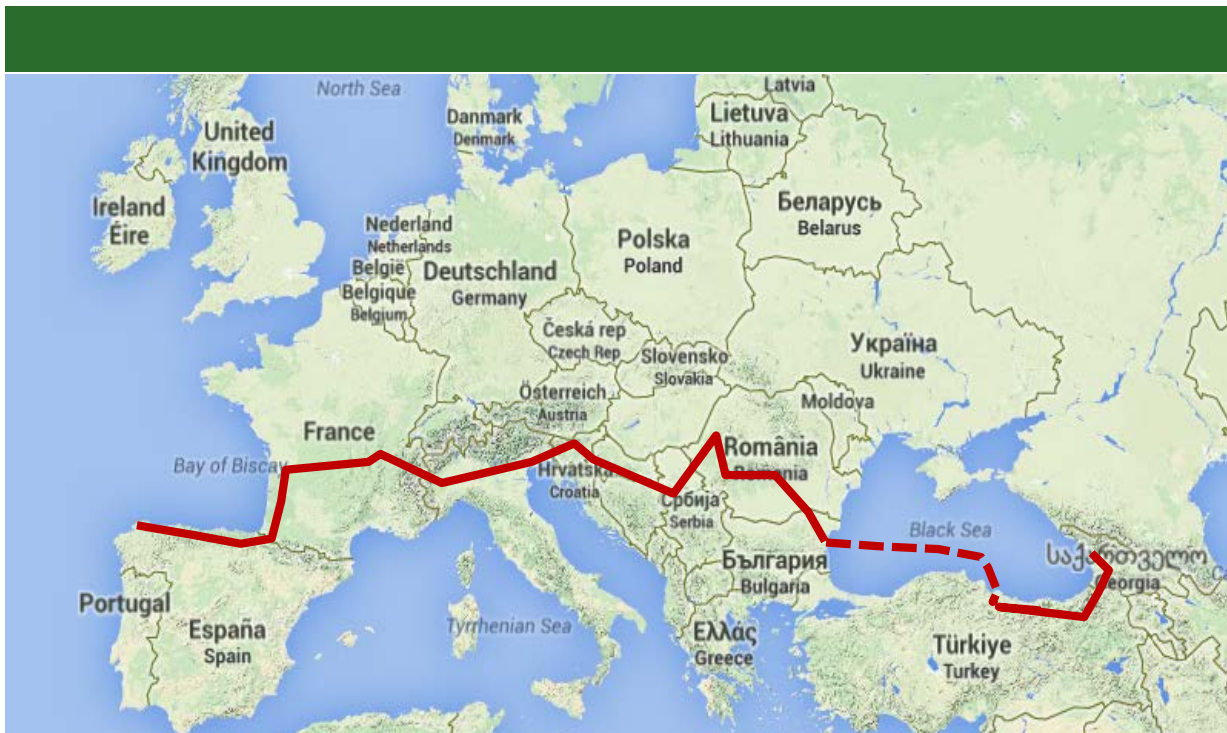 North Sea
Latvia
Danmark
Denmark
Lietuva
Lithuania
United
Kingdom
Беларусь
Belarus
Ireland
Éire
Nederland
Netherlands
België
Belgique
Belgium
Deutschland
Germany
Polska
Poland
Česká rep
Czech Rep
Slovensko
Slovakia
Україна
Ukraine
Österreich
Austria
Moldova
France
România
Romania
Bay of Biscay
Hrvatska
Croatia
Србија
Serbia
Black Sea
საქართველო
Georgia
България
Bulgaria
Portugal
España
Spain
Tyrrhenian Sea
Ελλάς
Greece
Türkiye
Turkey